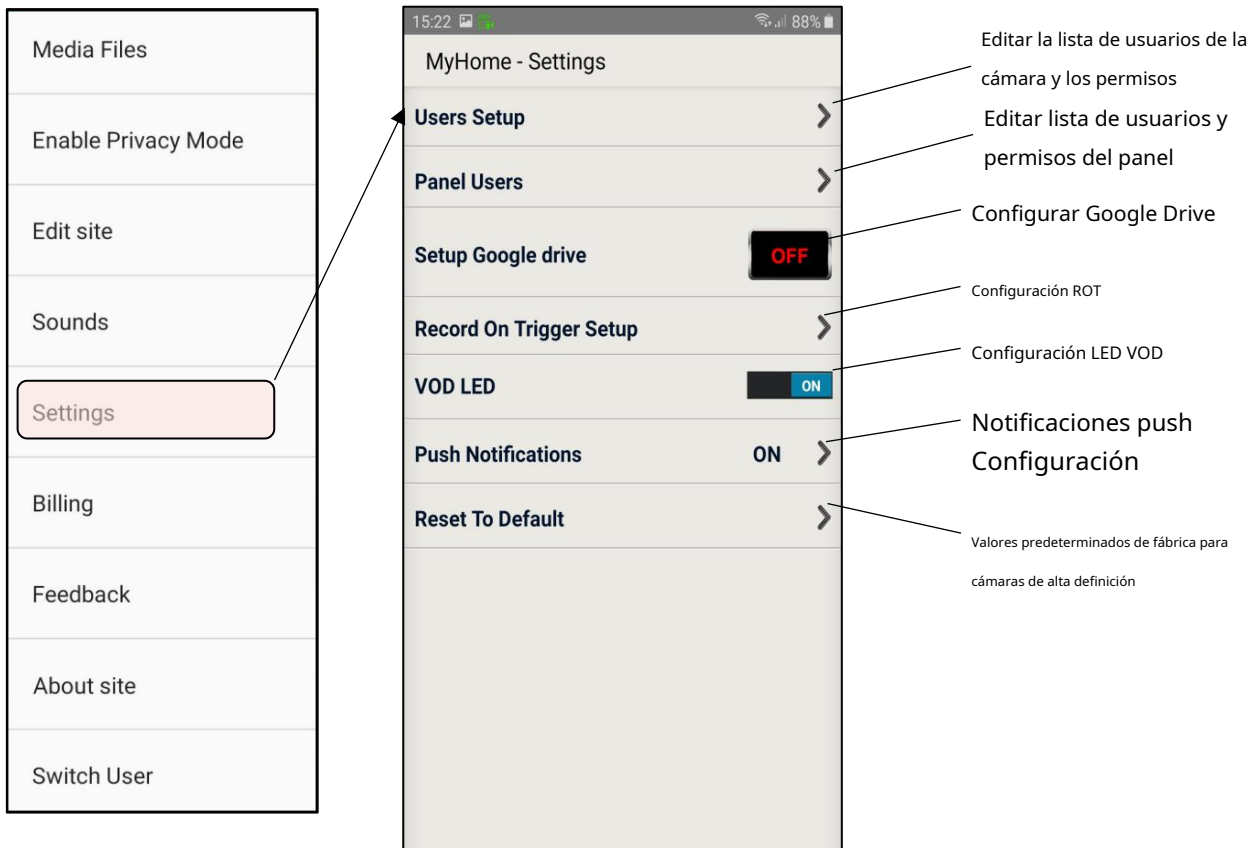 Media Files
Enable Privacy Mode
Edit site
Sounds
Settings
Billing
Feedback
About site
Switch User
15:22
88%
MyHome - Settings
Users Setup
Panel Users
Setup Google drive
OFF
Record On Trigger Setup
VOD LED
ON
Push Notifications
ON
Reset To Default
Editar la lista de usuarios de la
cámara y los permisos
Editar lista de usuarios y
permisos del panel
Configurar Google Drive
Configuración ROT
Configuración LED VOD
Notificaciones push
Configuración
Valores predeterminados de fábrica para
cámaras de alta definición